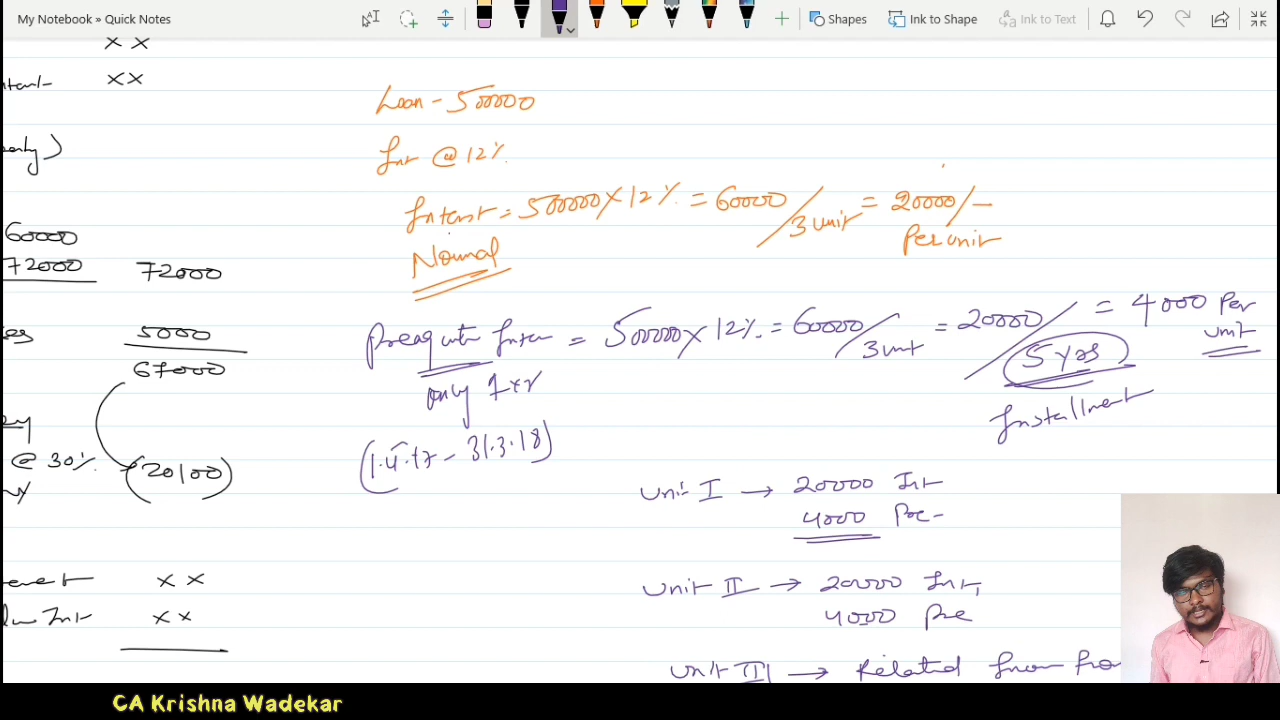 My Notebook » Quick Notes
Shapes
Ink to Shape
Ink to Text
x x
xx
60000
72000 72000
5000
67000
@ 30% (20100)
x x
Int x x
Loan - 500000
Int @ 12%
Interest = 500000 x 12% = 60000/3 unit = 20000/- Per unit
Normal
= 500000 x 12% = 60000/3 unit = 20000/5 yrs = 4000 Per unit
only 1 yr
Installment
(1.4.17 - 31.3.18)
Unit I → 20000 Int
4000 Pre-
Unit II → 20000 Int,
4000 Pre
Unit III → Related from
CA Krishna Wadekar